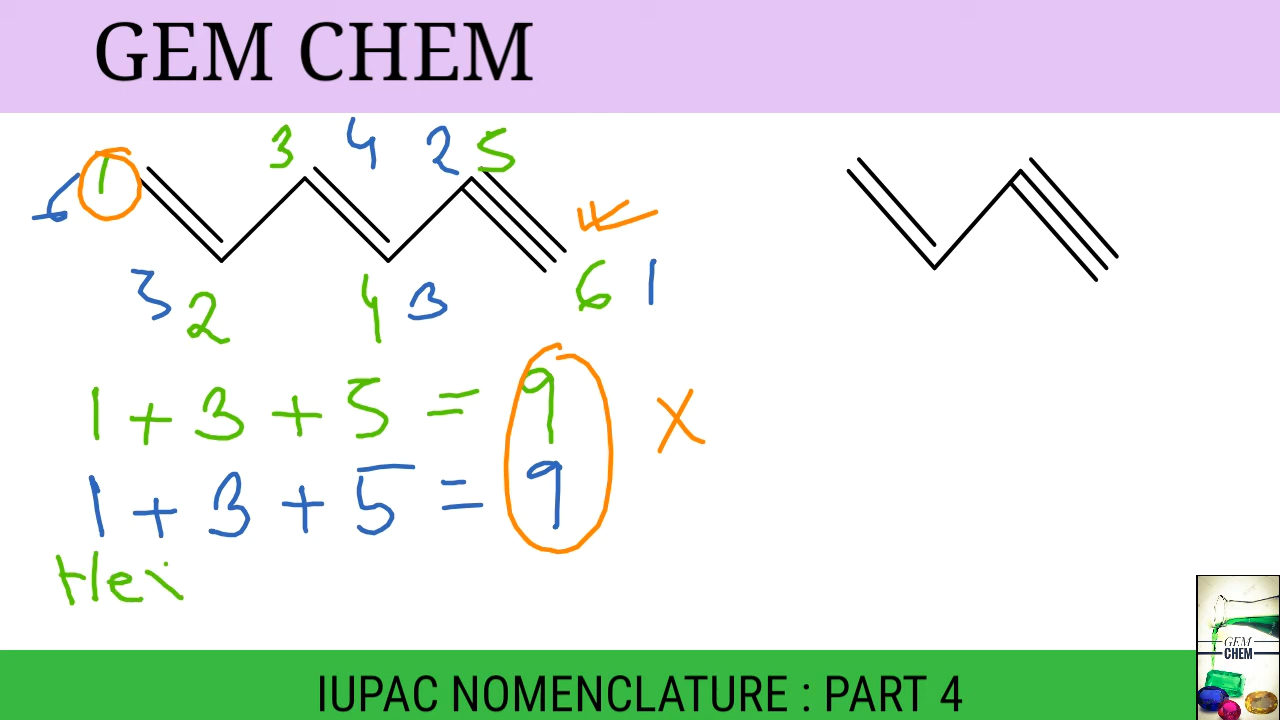 GEM CHEM
3 4 2 5
1
6
3 2 4 3 6 1
1 + 3 + 5 = 9 X
1 + 3 + 5 = 9
Hex
GEM
CHEM
IUPAC NOMENCLATURE : PART 4